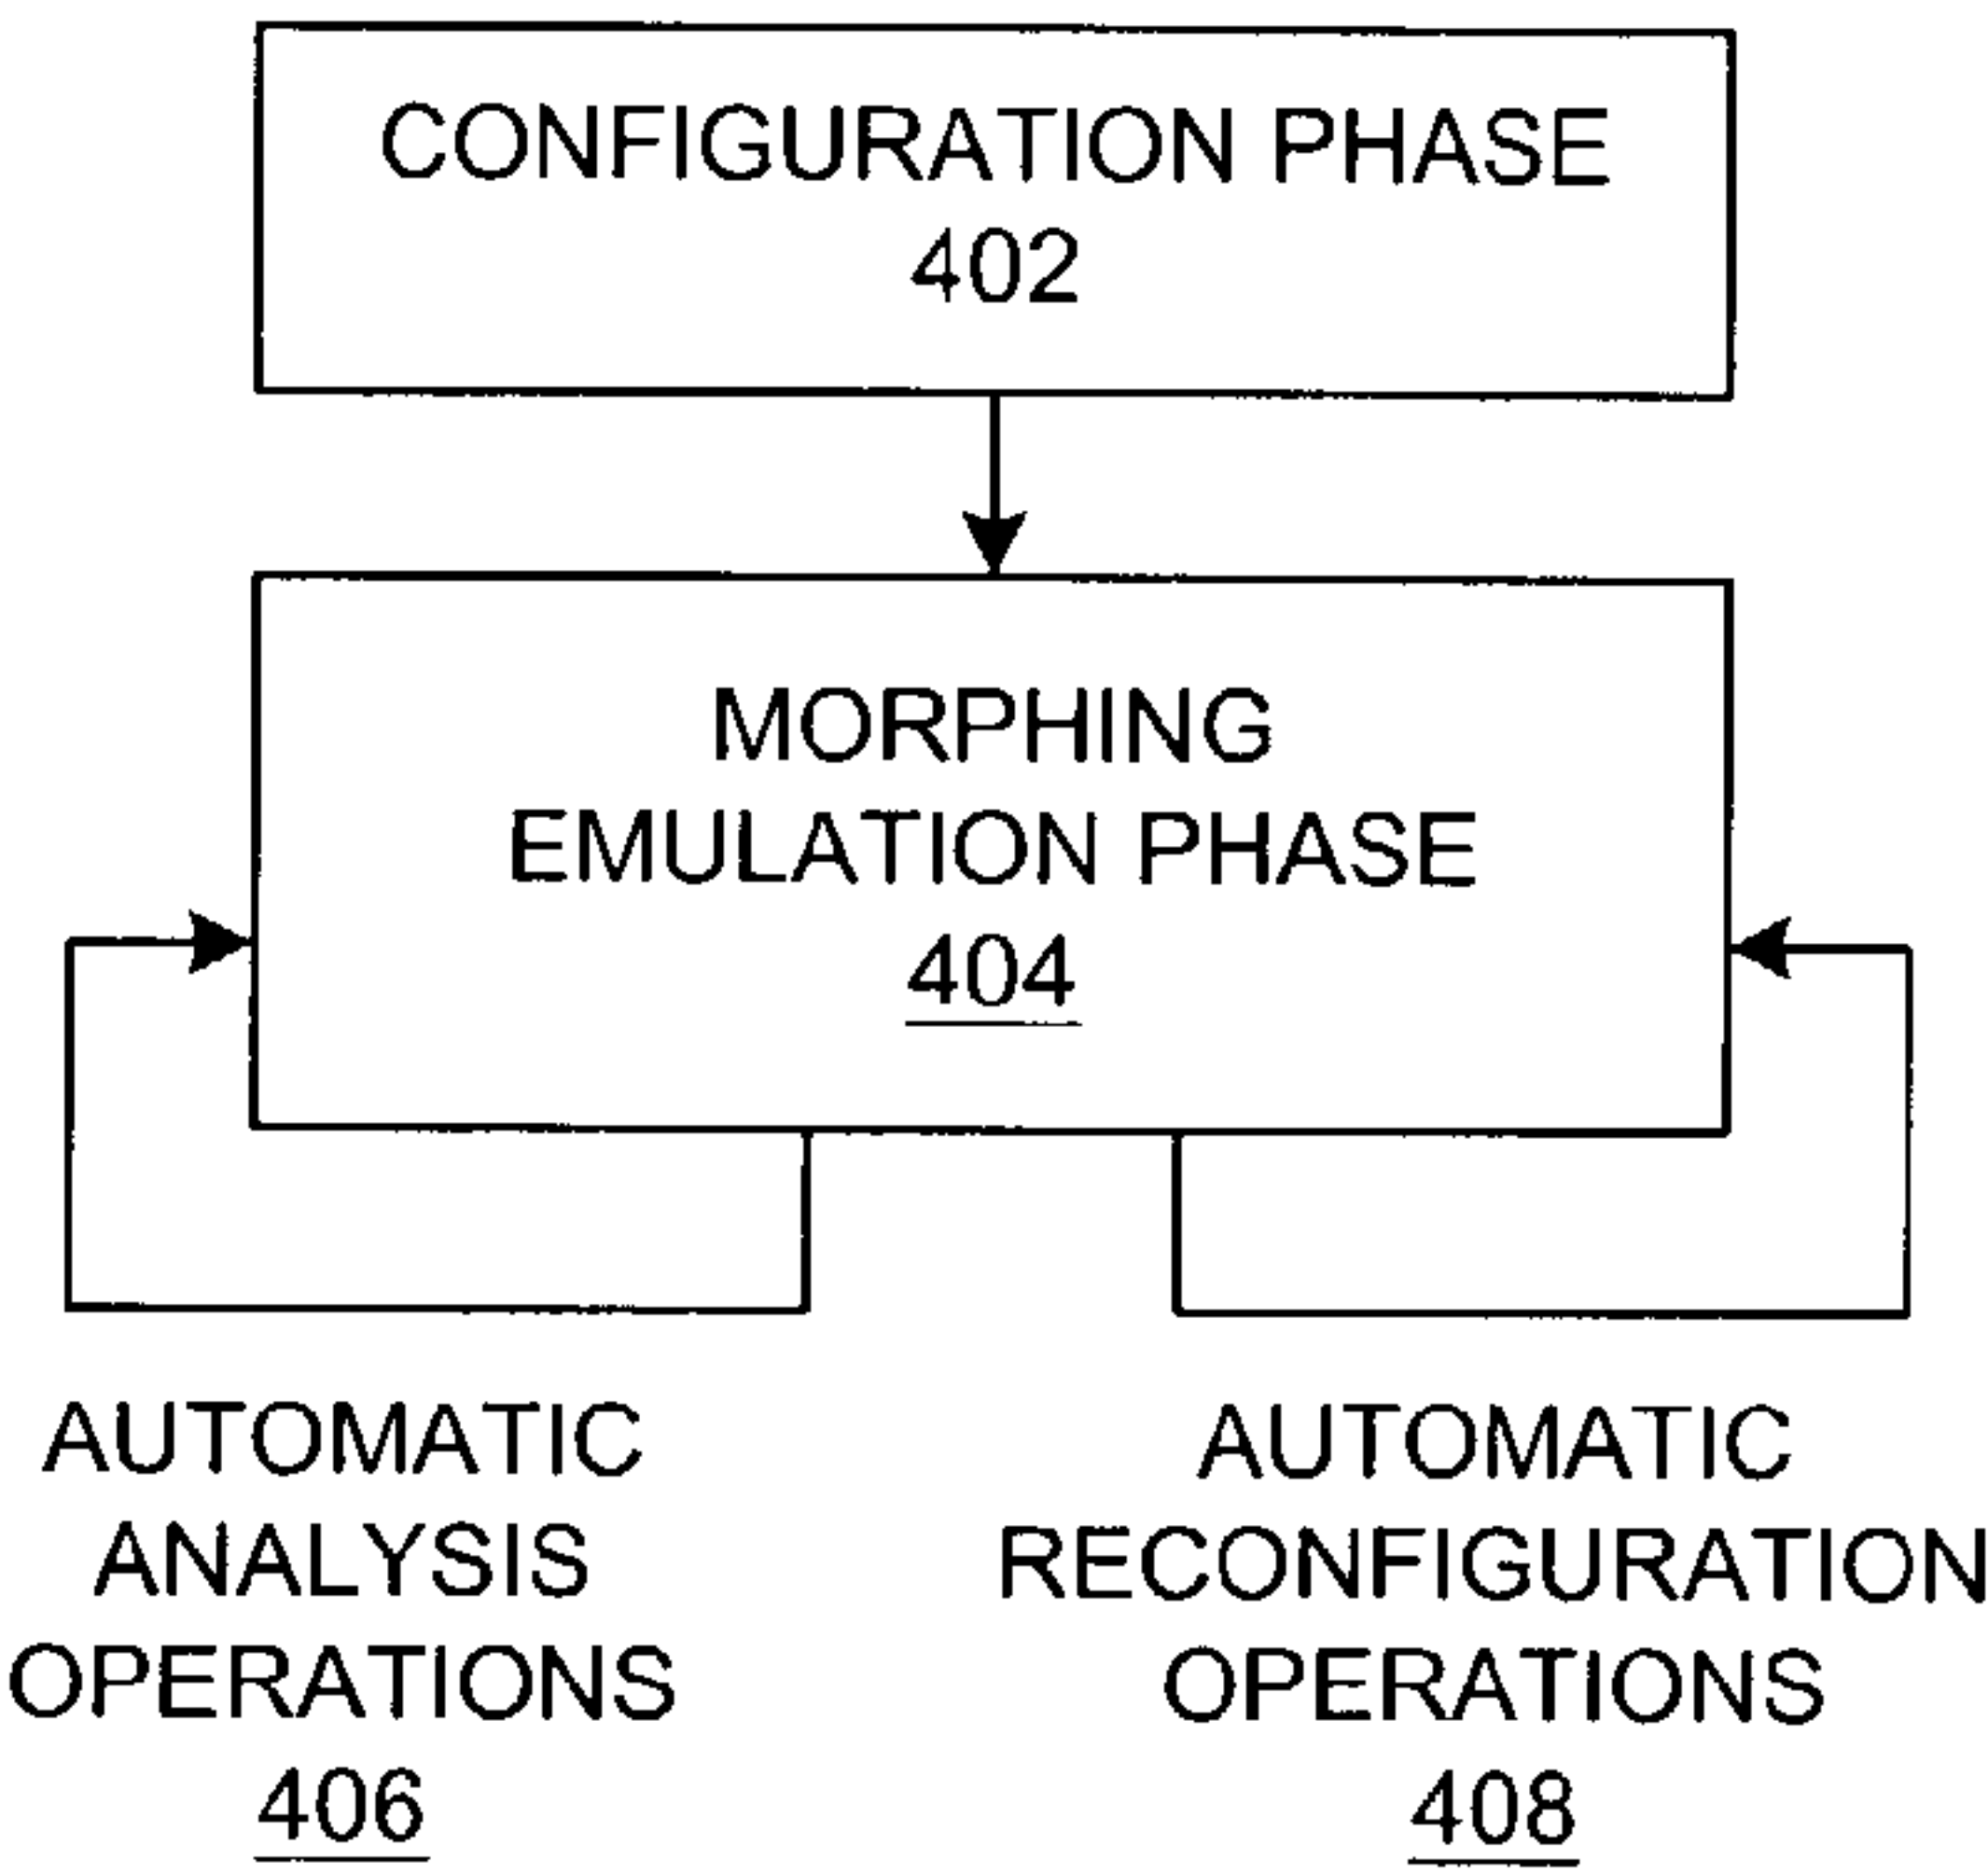 CONFIGURATION PHASE
402
MORPHING
EMULATION PHASE
404
AUTOMATIC
ANALYSIS
OPERATIONS
406
AUTOMATIC
RECONFIGURATION
OPERATIONS
408